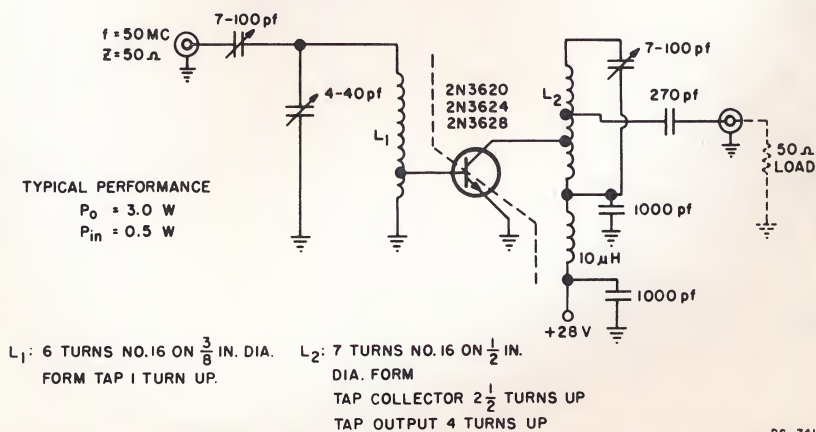 f = 50 MC
Z = 50 Ω
7-100 pf
4-40 pf
L1
2N3620
2N3624
2N3628
L2
7-100 pf
270 pf
50 Ω
LOAD
1000 pf
10 μH
1000 pf
+28 V
TYPICAL PERFORMANCE
Po = 3.0 W
Pin = 0.5 W
L1: 6 TURNS NO. 16 ON 3/8 IN. DIA.
FORM TAP 1 TURN UP.
L2: 7 TURNS NO. 16 ON 1/2 IN.
DIA. FORM
TAP COLLECTOR 2 1/2 TURNS UP
TAP OUTPUT 4 TURNS UP